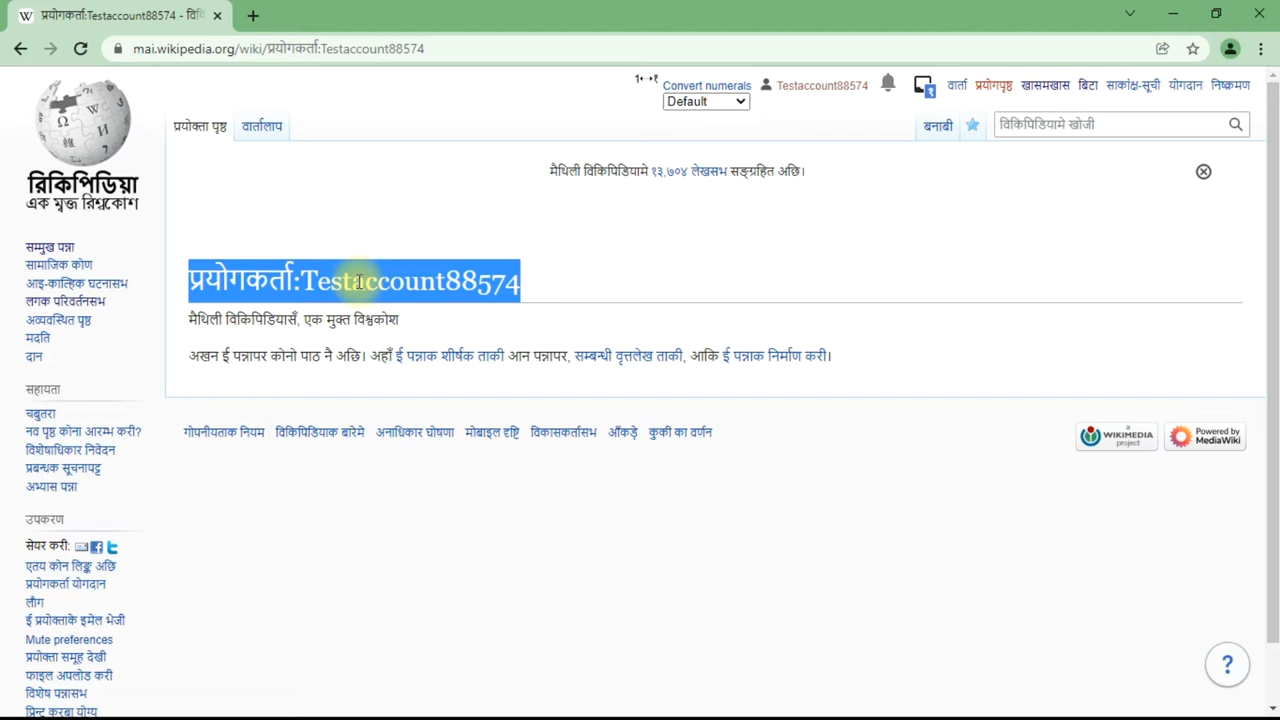 प्रयोगकर्ता:Testaccount88574 - विि
mai.wikipedia.org/wiki/प्रयोगकर्ता:Testaccount88574
Convert numerals
Default
Testaccount88574 वार्ता प्रयोगपृष्ठ खासमखास बिटा साकांक्ष-सूची योगदान निष्क्रमण
प्रयोक्ता पृष्ठ वार्तालाप बनाबी विकिपिडियामे खोजी
मैथिली विकिपिडियामे १३,७०४ लेखसभ सङ्ग्रहित अछि।
प्रयोगकर्ता:Testaccount88574
मैथिली विकिपिडियासँ, एक मुक्त विश्वकोश
अखन ई पन्नापर कोनो पाठ नै अछि। अहाँ ई पन्नाक शीर्षक ताकी आन पन्नापर, सम्बन्धी वृत्तलेख ताकी, आकि ई पन्नाक निर्माण करी।
गोपनीयताक नियम विकिपिडियाक बारेमे अनाधिकार घोषणा मोबाइल दृष्टि विकासकर्तासभ आँकड़े कुकी का वर्णन
a WIKIMEDIA project
Powered by MediaWiki
सम्मुख पन्ना
सामाजिक कोण
आइ-काल्हिक घटनासभ
लगक परिवर्तनसभ
अव्यवस्थित पृष्ठ
मदति
दान
सहायता
चबुतरा
नव पृष्ठ कोना आरम्भ करी?
विशेषाधिकार निवेदन
प्रबन्धक सूचनापट्ट
अभ्यास पन्ना
उपकरण
सेयर करी:
एतय कोन लिङ्क अछि
प्रयोगकर्ता योगदान
लौग
ई प्रयोक्ताके इमेल भेजी
Mute preferences
प्रयोक्ता समूह देखी
फाइल अपलोड करी
विशेष पन्नासभ
प्रिन्ट करबा योग्य
?